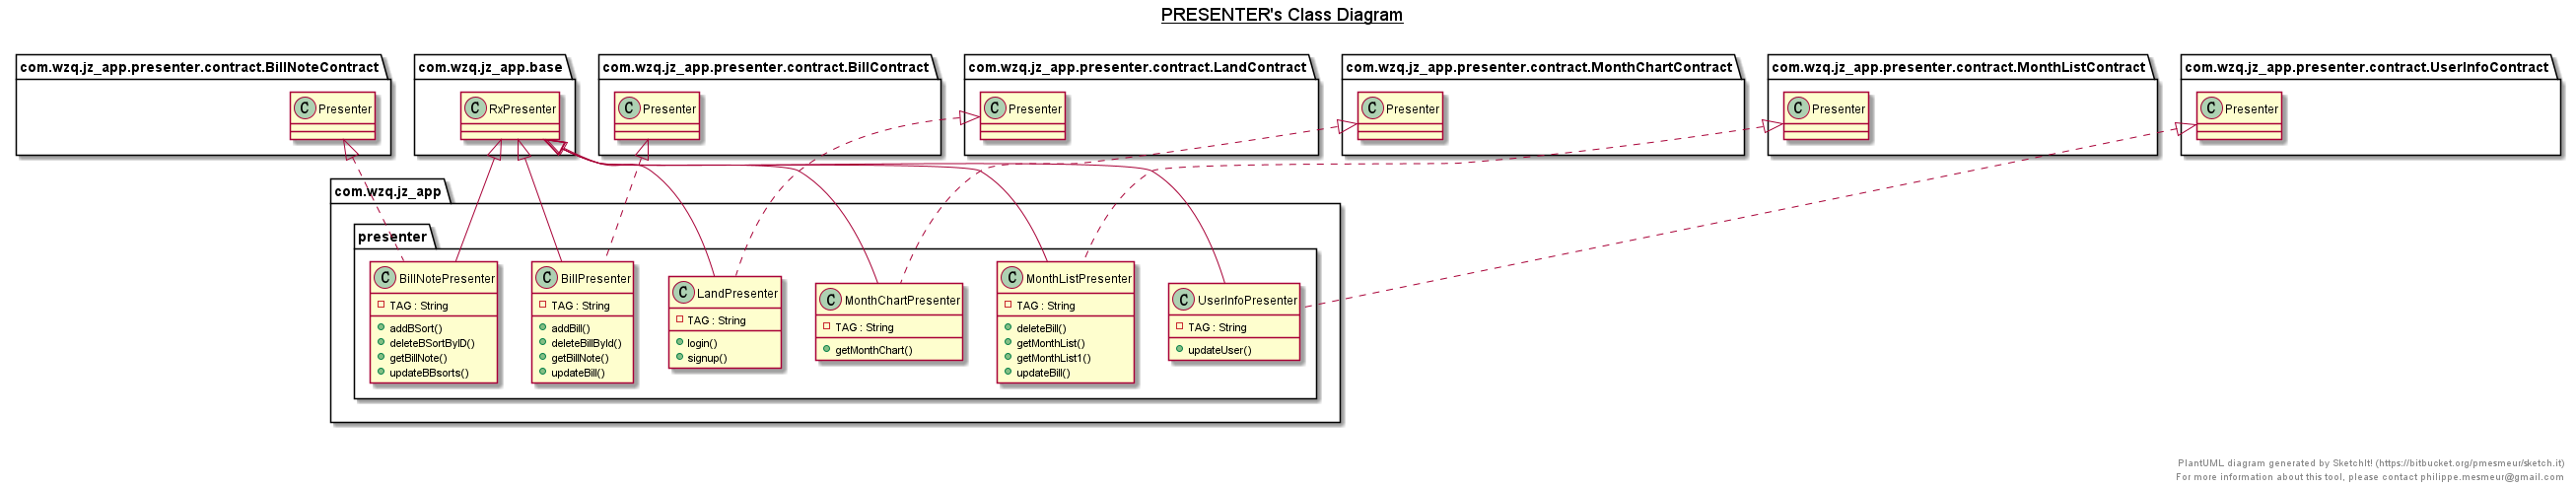 PRESENTER's Class Diagram
com.wzq.jz_app.presenter.contract.BillNoteContract
com.wzq.jz_app.base
com.wzq.jz_app.presenter.contract.BillContract
com.wzq.jz_app.presenter.contract.LandContract
com.wzq.jz_app.presenter.contract.MonthChartContract
com.wzq.jz_app.presenter.contract.MonthListContract
com.wzq.jz_app.presenter.contract.UserInfoContract
C Presenter
C RxPresenter
C Presenter
C Presenter
C Presenter
C Presenter
C Presenter
com.wzq.jz_app
presenter
C BillNotePresenter
TAG : String
addBSort()
deleteBSortByID()
getBillNote()
updateBBsorts()
C BillPresenter
TAG : String
addBill()
deleteBillById()
getBillNote()
updateBill()
C LandPresenter
TAG : String
login()
signup()
C MonthChartPresenter
TAG : String
getMonthChart()
C MonthListPresenter
TAG : String
deleteBill()
getMonthList()
getMonthList1()
updateBill()
C UserInfoPresenter
TAG : String
updateUser()
PlantUML diagram generated by SketchIt! (https://bitbucket.org/pmesmeur/sketch.it)
For more information about this tool, please contact philippe.mesmeur@gmail.com